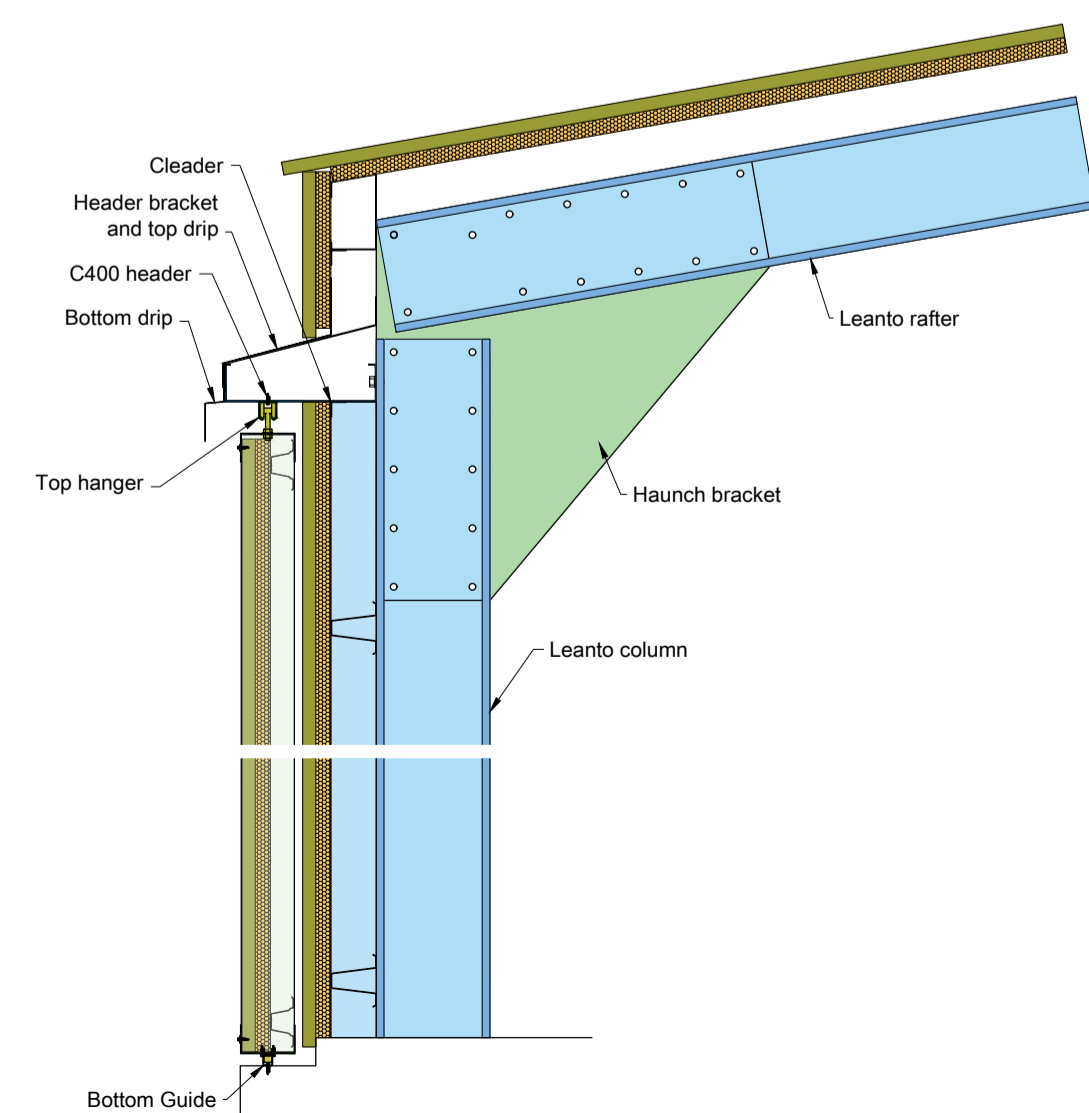 Cleader
Header bracket
and top drip
C400 header
Bottom drip
Leanto rafter
Top hanger
Haunch bracket
Leanto column
Bottom Guide